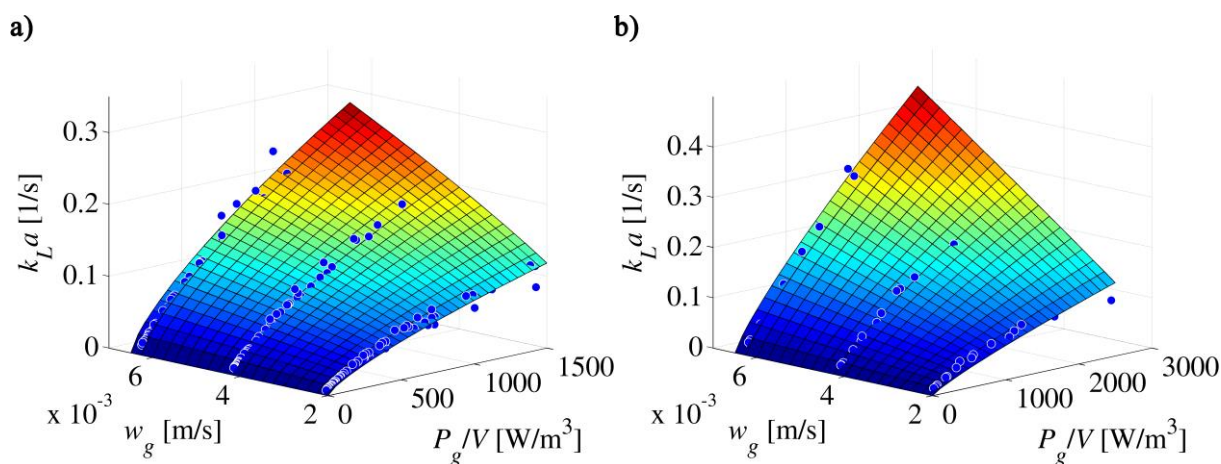 a)
0.3
0.2
0.1
0
k_L a [1/s]
6
4
2
x 10^-3
w_g [m/s]
0
500
1000
1500
P_g/V [W/m^3]
b)
0.4
0.3
0.2
0.1
0
k_L a [1/s]
6
4
2
x 10^-3
w_g [m/s]
0
1000
2000
3000
P_g/V [W/m^3]